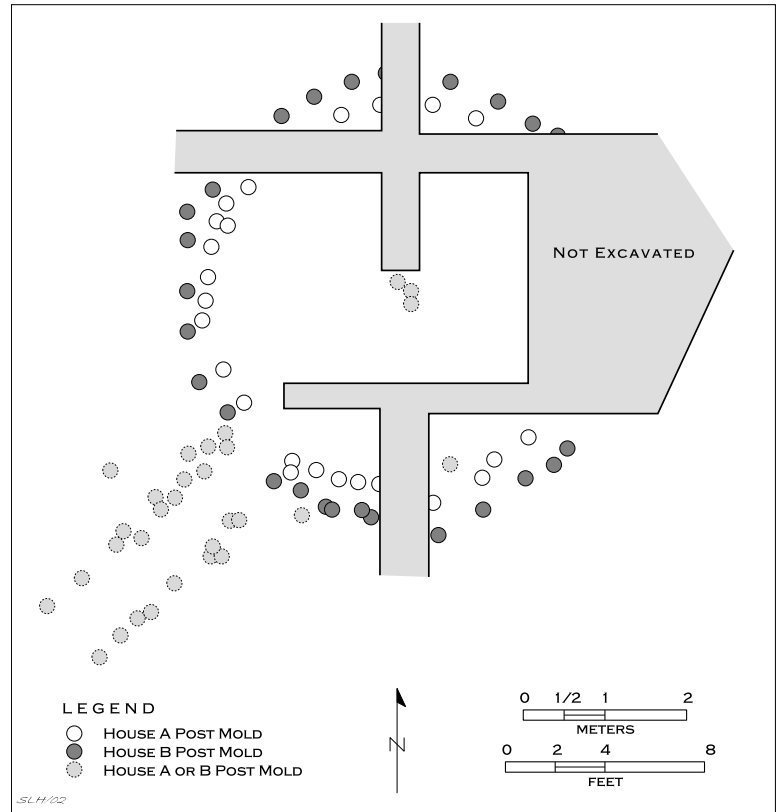 NOT EXCAVATED
LEGEND
HOUSE A POST MOLD
HOUSE B POST MOLD
HOUSE A OR B POST MOLD
N
0 1/2 1 2
METERS
0 2 4 8
FEET
SLH/02